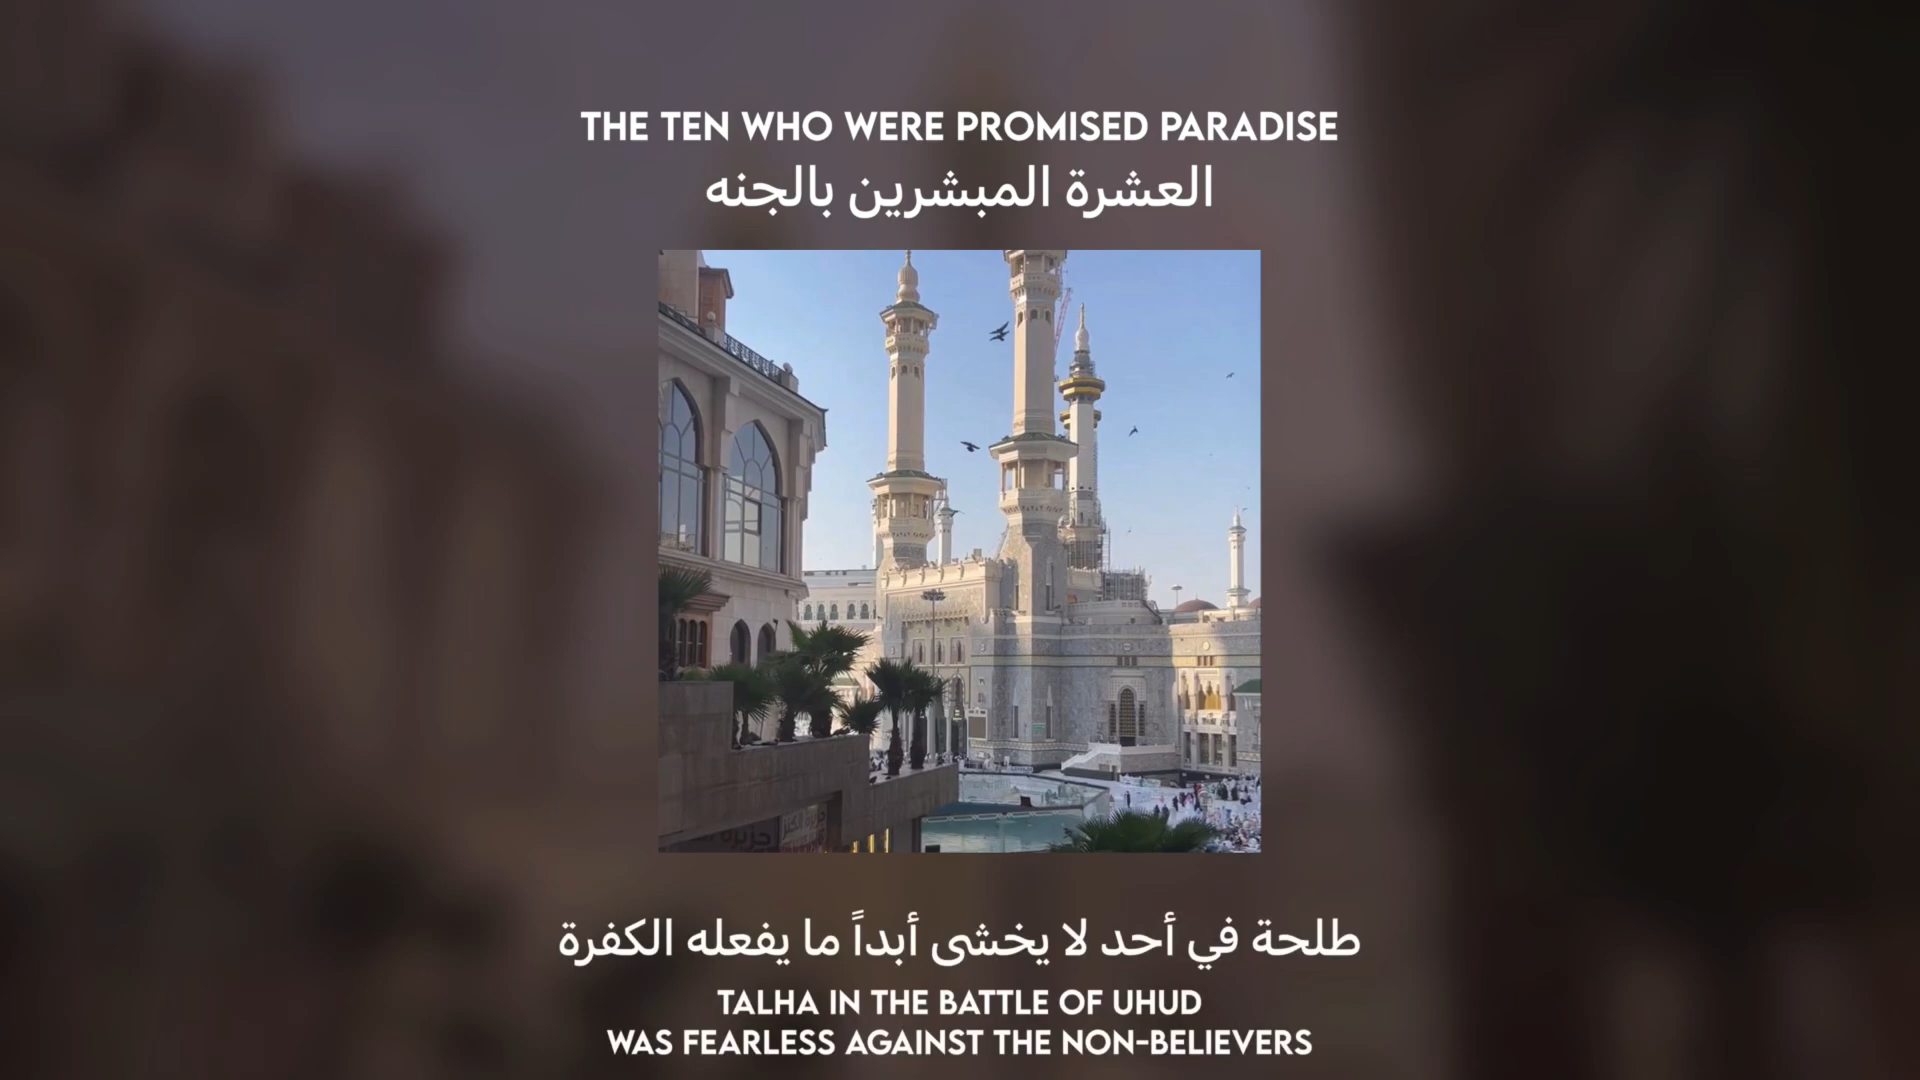 THE TEN WHO WERE PROMISED PARADISE
العشرة المبشرين بالجنه
طلحة في أحد لا يخشى أبداً ما يفعله الكفرة
TALHA IN THE BATTLE OF UHUD
WAS FEARLESS AGAINST THE NON-BELIEVERS